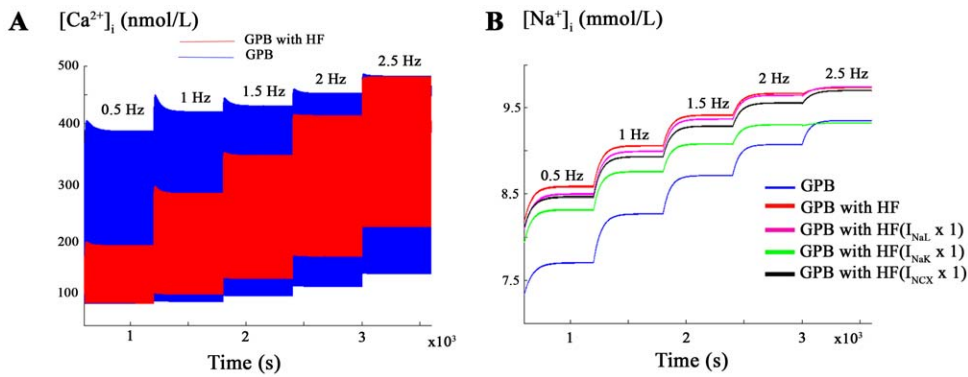 A
[Ca²⁺]ᵢ (nmol/L)
GPB with HF
GPB
500
400
300
200
100
0.5 Hz
1 Hz
1.5 Hz
2 Hz
2.5 Hz
1
2
3
x10³
Time (s)
B
[Na⁺]ᵢ (mmol/L)
9.5
8.5
7.5
0.5 Hz
1 Hz
1.5 Hz
2 Hz
2.5 Hz
GPB
GPB with HF
GPB with HF(I_NaL x 1)
GPB with HF(I_NaK x 1)
GPB with HF(I_NCX x 1)
1
2
3
x10³
Time (s)